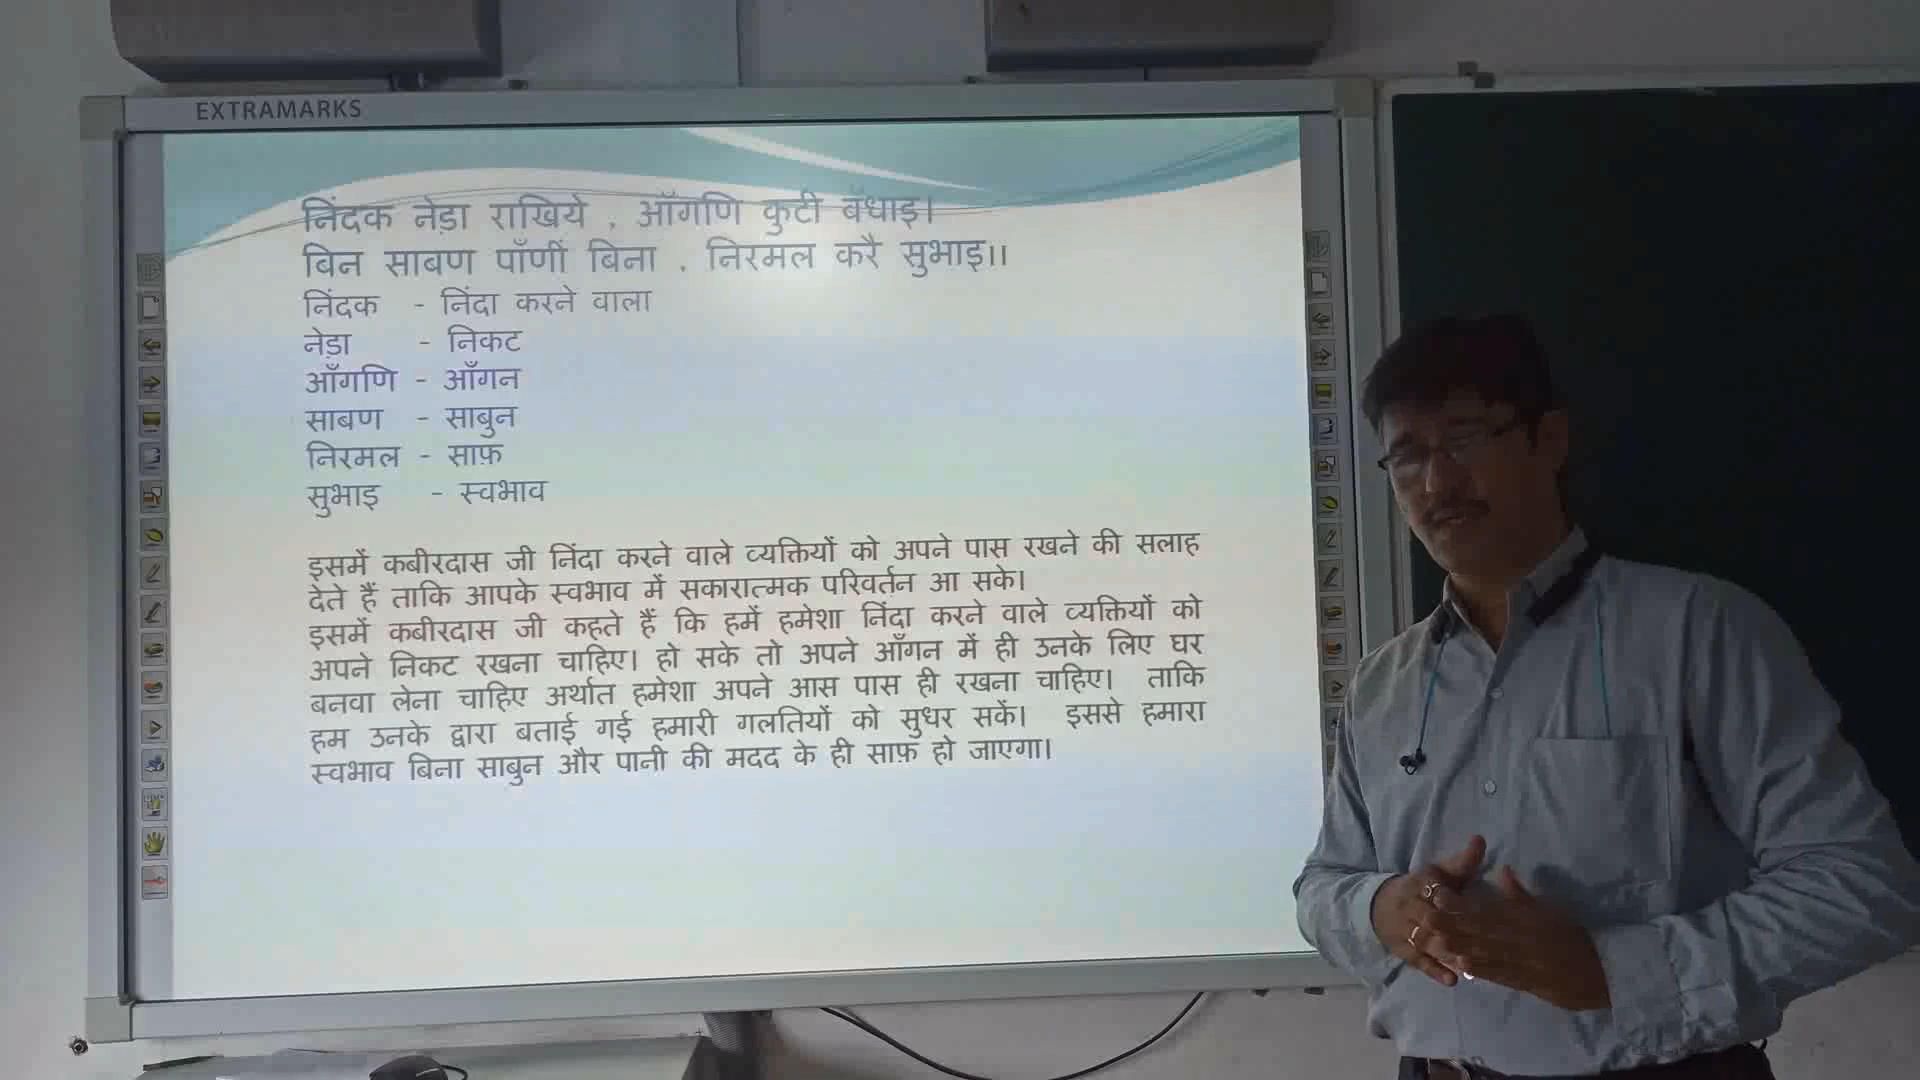 EXTRAMARKS
निंदक नेड़ा राखिये , आँगणि कुटी बँधाइ।
बिन साबण पाँणीं बिना , निरमल करै सुभाइ।।
निंदक - निंदा करने वाला
नेड़ा - निकट
आँगणि - आँगन
साबण - साबुन
निरमल - साफ़
सुभाइ - स्वभाव
इसमें कबीरदास जी निंदा करने वाले व्यक्तियों को अपने पास रखने की सलाह
देते हैं ताकि आपके स्वभाव में सकारात्मक परिवर्तन आ सके।
इसमें कबीरदास जी कहते हैं कि हमें हमेशा निंदा करने वाले व्यक्तियों को
अपने निकट रखना चाहिए। हो सके तो अपने आँगन में ही उनके लिए घर
बनवा लेना चाहिए अर्थात हमेशा अपने आस पास ही रखना चाहिए। ताकि
हम उनके द्वारा बताई गई हमारी गलतियों को सुधर सकें। इससे हमारा
स्वभाव बिना साबुन और पानी की मदद के ही साफ़ हो जाएगा।